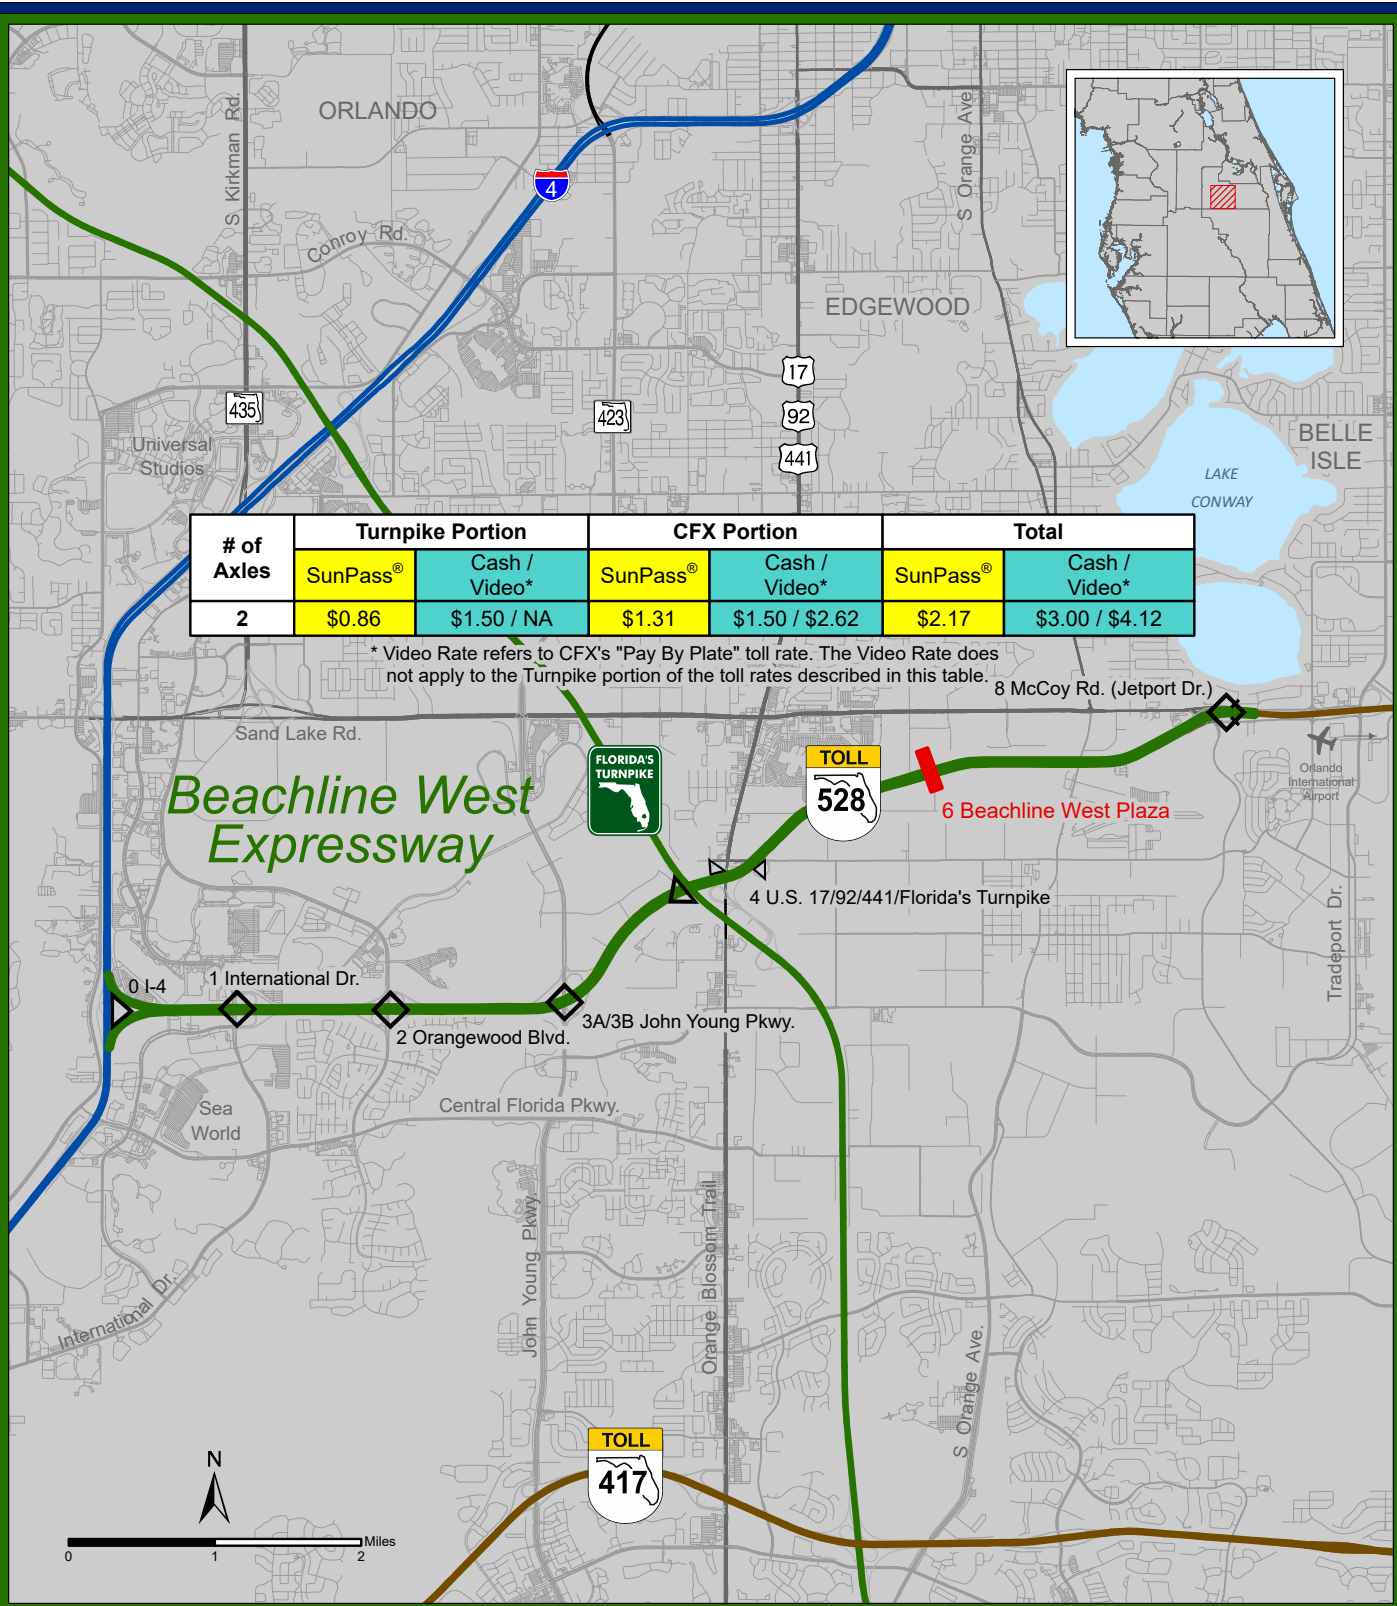 ORLANDO
S Kirkman Rd.
S Orange Ave.
4
Conroy Rd.
EDGEWOOD
17
435
423
92
441
Universal
Studios
BELLE
ISLE
LAKE
CONWAY
# of
Axles
Turnpike Portion
CFX Portion
Total
SunPass®
Cash /
Video*
SunPass®
Cash /
Video*
SunPass®
Cash /
Video*
2 $0.86 $1.50 / NA $1.31 $1.50 / $2.62 $2.17 $3.00 / $4.12
* Video Rate refers to CFX's "Pay By Plate" toll rate. The Video Rate does
not apply to the Turnpike portion of the toll rates described in this table.
8 McCoy Rd. (Jetport Dr.)
Sand Lake Rd.
FLORIDA'S
TURNPIKE
TOLL
528
Orlando
International
Airport
Beachline West
Expressway
6 Beachline West Plaza
4 U.S. 17/92/441/Florida's Turnpike
Tradeport Dr.
0 I-4
1 International Dr.
2 Orangewood Blvd.
3A/3B John Young Pkwy.
Sea
World
Central Florida Pkwy.
John Young Pkwy.
Orange Blossom Trail
International Dr.
S Orange Ave.
TOLL
417
N
Miles
0 1 2